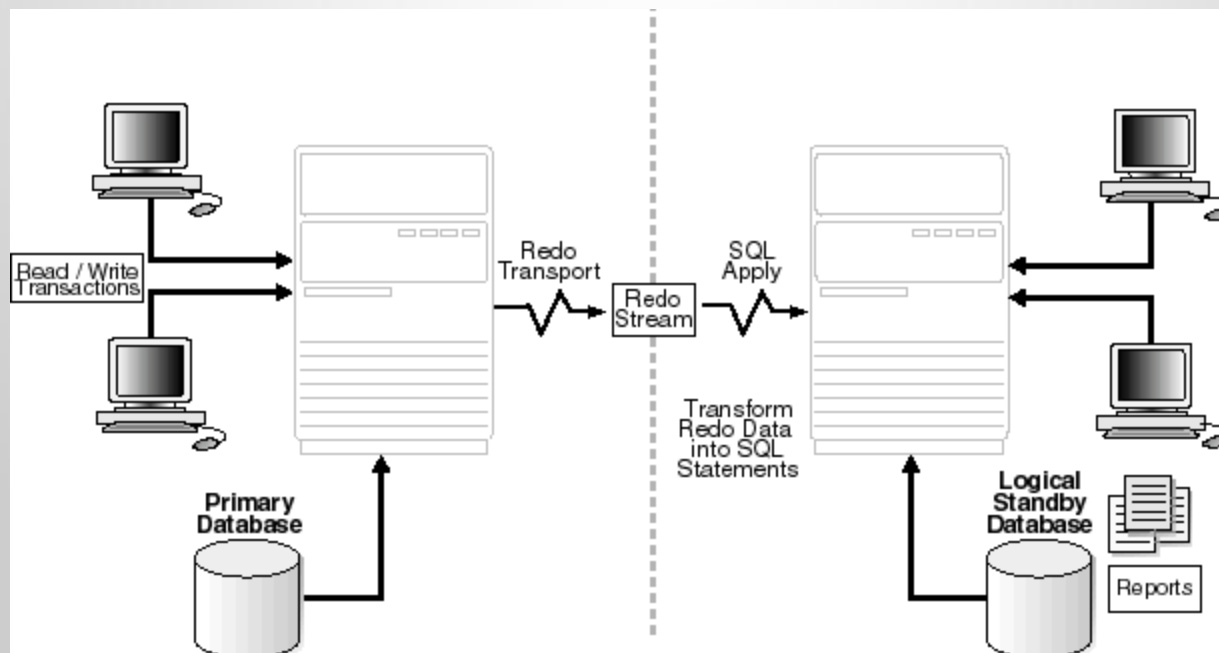 Read / Write
Transactions
Redo
Transport
Redo
Stream
SQL
Apply
Transform
Redo Data
into SQL
Statements
Primary
Database
Logical
Standby
Database
Reports